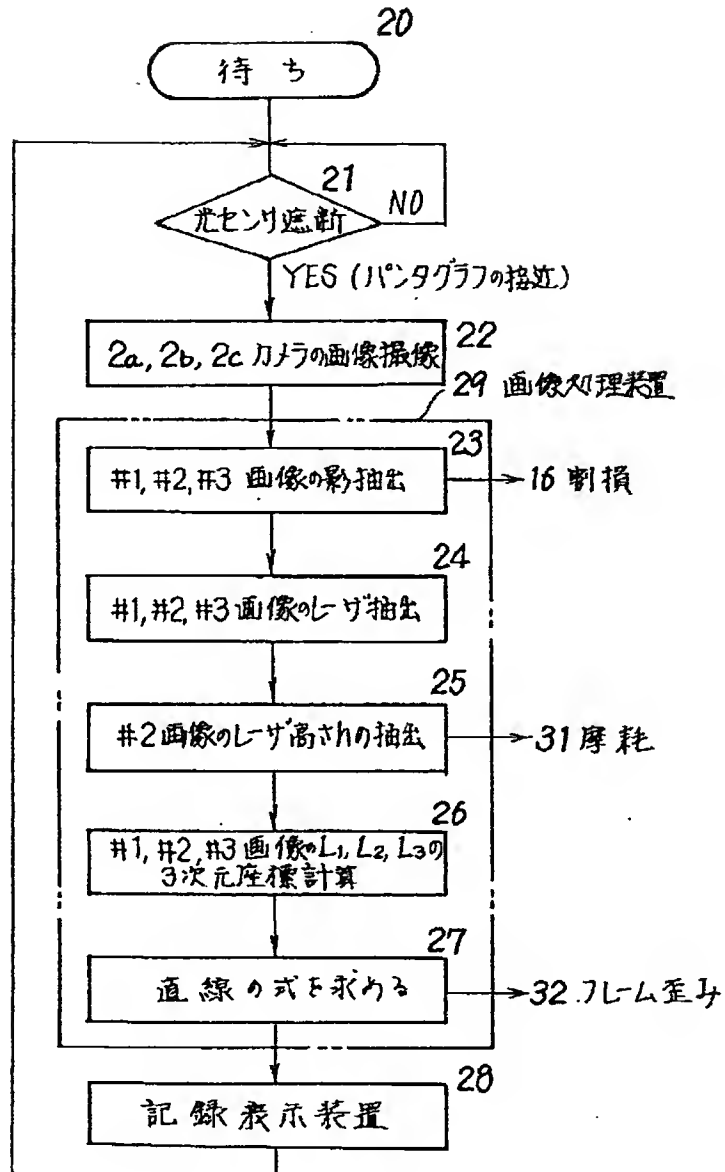 20
待ち
21
光センサ遮断
NO
YES (パンタグラフの接近)
22
2a, 2b, 2c カメラの画像撮像
29 画像処理装置
23
#1, #2, #3 画像の影抽出
16 割損
24
#1, #2, #3 画像のレーザ抽出
25
#2画像のレーザ高さhの抽出
31 摩耗
26
#1, #2, #3 画像のL1, L2, L3の
3次元座標計算
27
直線の式を求める
32. フレーム歪み
28
記録表示装置